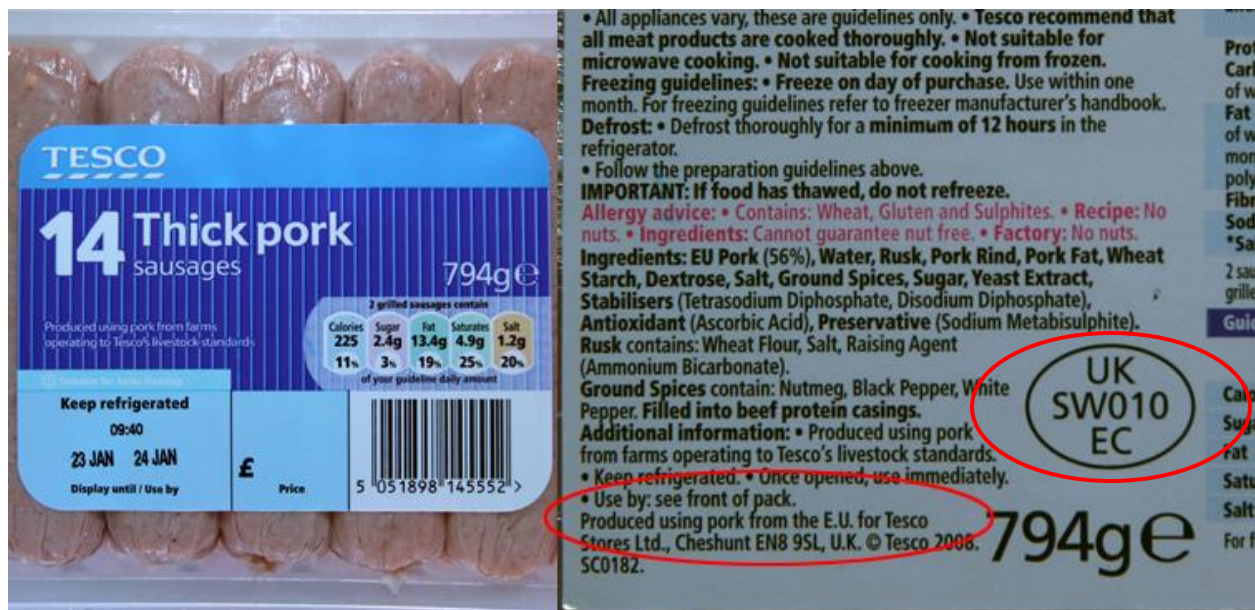 TESCO
14 Thick pork
sausages
794g e
2 grilled sausages contain
Calories Sugar Fat Saturates Salt
225 2.4g 13.4g 4.9g 1.2g
11% 3% 19% 25% 20%
of your guideline daily amount
Produced using pork from farms
operating to Tesco's livestock standards
Suitable for home freezing
Keep refrigerated
09:40
23 JAN 24 JAN
Display until / Use by
£
Price
5 051898 145552 >
• All appliances vary, these are guidelines only. • Tesco recommend that
all meat products are cooked thoroughly. • Not suitable for
microwave cooking. • Not suitable for cooking from frozen.
Freezing guidelines: • Freeze on day of purchase. Use within one
month. For freezing guidelines refer to freezer manufacturer's handbook.
Defrost: • Defrost thoroughly for a minimum of 12 hours in the
refrigerator.
• Follow the preparation guidelines above.
IMPORTANT: If food has thawed, do not refreeze.
Allergy advice: • Contains: Wheat, Gluten and Sulphites. • Recipe: No
nuts. • Ingredients: Cannot guarantee nut free. • Factory: No nuts.
Ingredients: EU Pork (56%), Water, Rusk, Pork Rind, Pork Fat, Wheat
Starch, Dextrose, Salt, Ground Spices, Sugar, Yeast Extract,
Stabilisers (Tetrasodium Diphosphate, Disodium Diphosphate),
Antioxidant (Ascorbic Acid), Preservative (Sodium Metabisulphite).
Rusk contains: Wheat Flour, Salt, Raising Agent
(Ammonium Bicarbonate).
Ground Spices contain: Nutmeg, Black Pepper, White
Pepper. Filled into beef protein casings.
Additional information: • Produced using pork
from farms operating to Tesco's livestock standards.
• Keep refrigerated. • Once opened, use immediately.
• Use by: see front of pack.
Produced using pork from the E.U. for Tesco
Stores Ltd., Cheshunt EN8 9SL, U.K. © Tesco 2008.
SC0182.
UK
SW010
EC
794g e
Fat
of w
Salt
For f